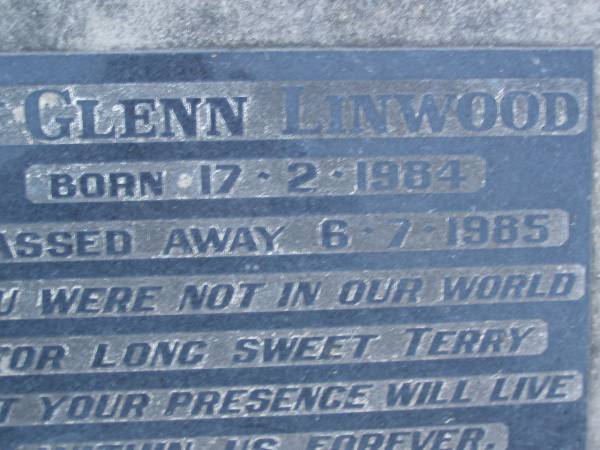 GLENN LINWOOD
BORN 17·2·1984
ASSED AWAY 6·7·1985
U WERE NOT IN OUR WORLD
FOR LONG SWEET TERRY
T YOUR PRESENCE WILL LIVE
WITHIN US FOREVER.